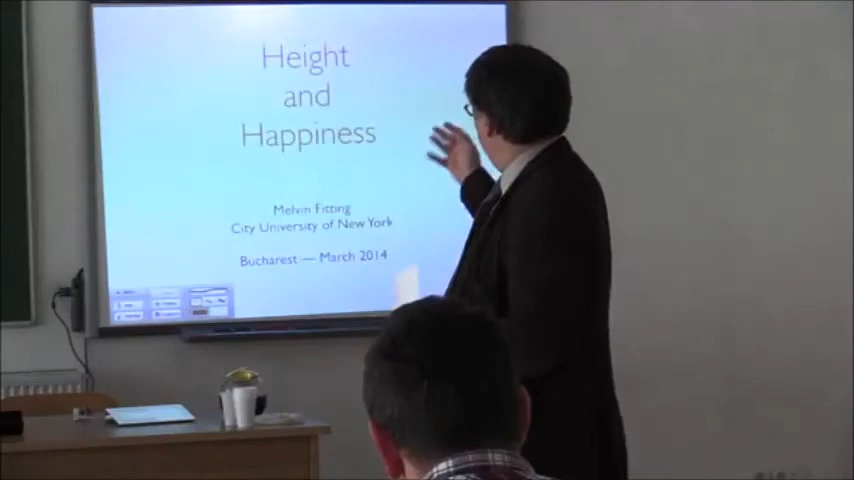 Height
and
Happiness
Melvin Fitting
City University of New York
Bucharest — March 2014